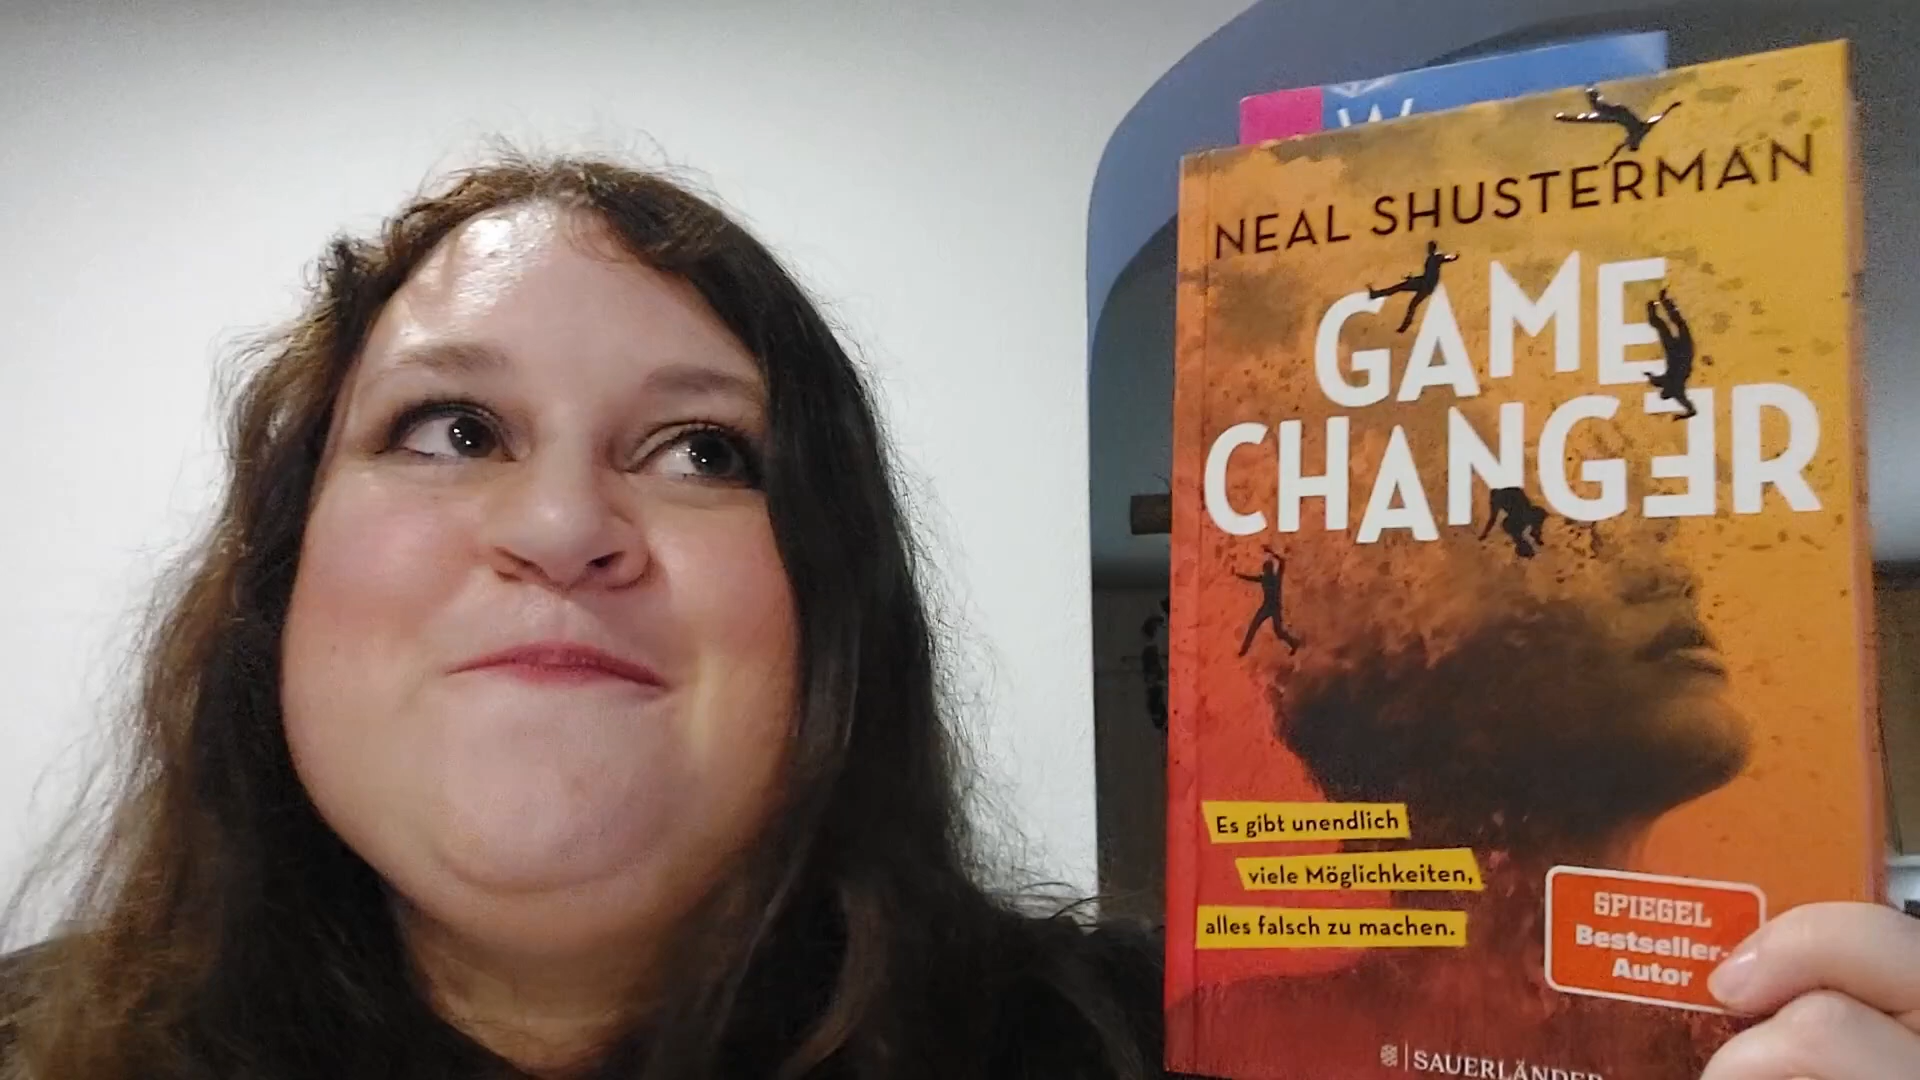 W
NEAL SHUSTERMAN
GAME
CHANGER
Es gibt unendlich
viele Möglichkeiten,
alles falsch zu machen.
SPIEGEL
Bestseller-
Autor
SAUERLÄNDER